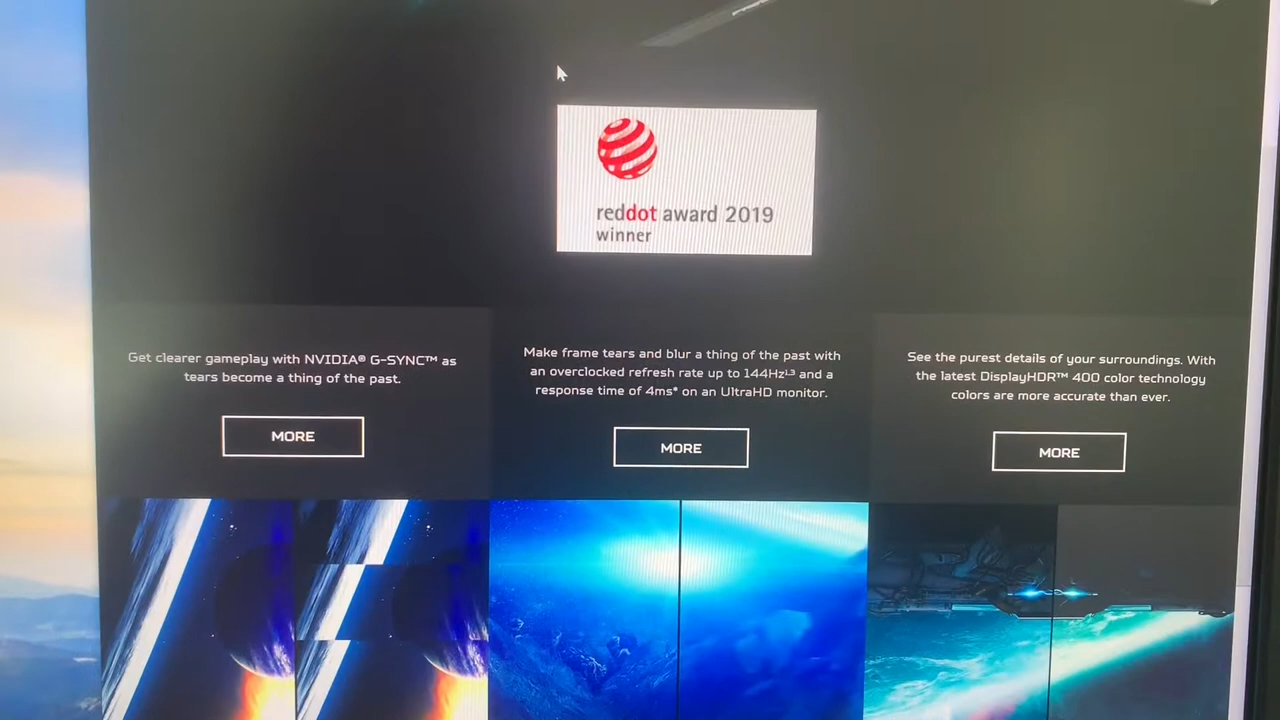 reddot award 2019
winner
Get clearer gameplay with NVIDIA® G-SYNC™ as
tears become a thing of the past.
MORE
Make frame tears and blur a thing of the past with
an overclocked refresh rate up to 144Hz¹,³ and a
response time of 4ms* on an UltraHD monitor.
MORE
See the purest details of your surroundings. With
the latest DisplayHDR™ 400 color technology
colors are more accurate than ever.
MORE